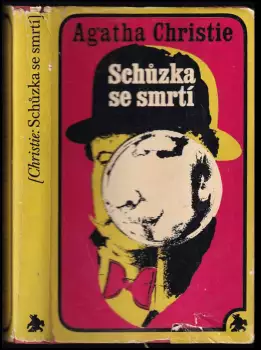 [Christie: Schůzka se smrtí]
Agatha Christie
Schůzka
se smrtí